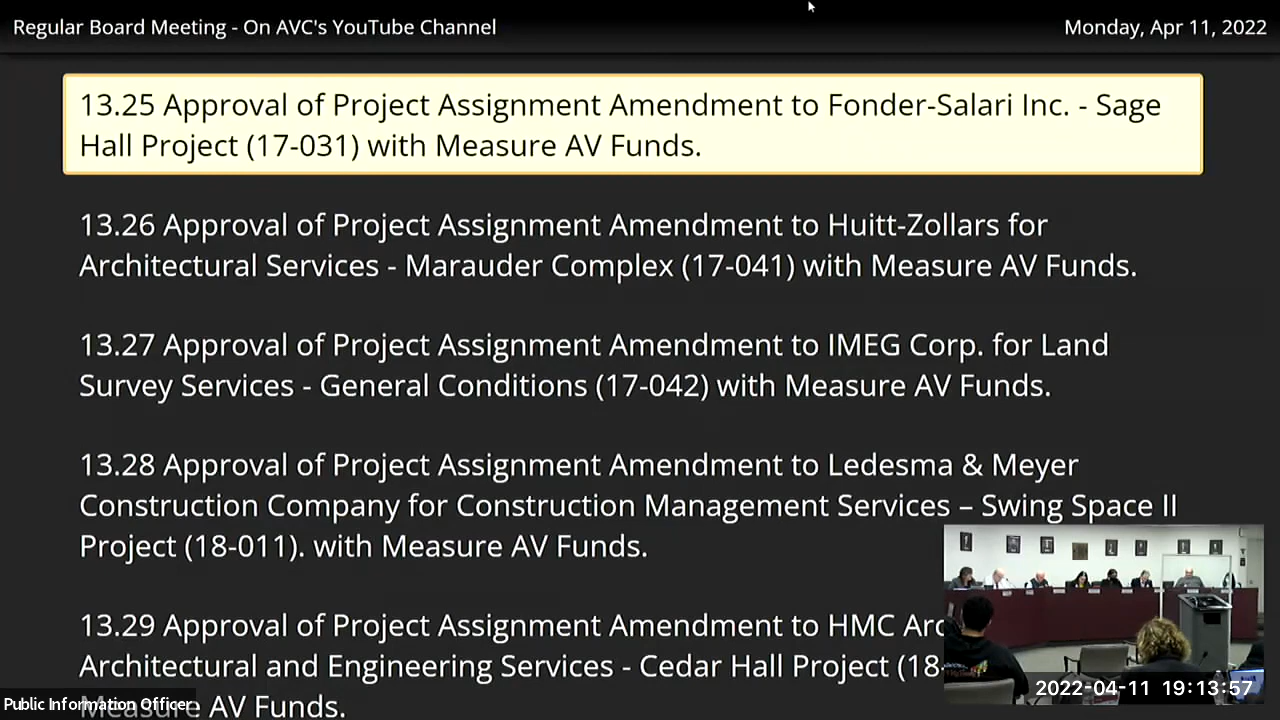 Regular Board Meeting - On AVC's YouTube Channel
Monday, Apr 11, 2022
13.25 Approval of Project Assignment Amendment to Fonder-Salari Inc. - Sage
Hall Project (17-031) with Measure AV Funds.
13.26 Approval of Project Assignment Amendment to Huitt-Zollars for
Architectural Services - Marauder Complex (17-041) with Measure AV Funds.
13.27 Approval of Project Assignment Amendment to IMEG Corp. for Land
Survey Services - General Conditions (17-042) with Measure AV Funds.
13.28 Approval of Project Assignment Amendment to Ledesma & Meyer
Construction Company for Construction Management Services – Swing Space II
Project (18-011). with Measure AV Funds.
13.29 Approval of Project Assignment Amendment to HMC Arc
Architectural and Engineering Services - Cedar Hall Project (18-
Measure AV Funds.
Public Information Officer
2022-04-11 19:13:57